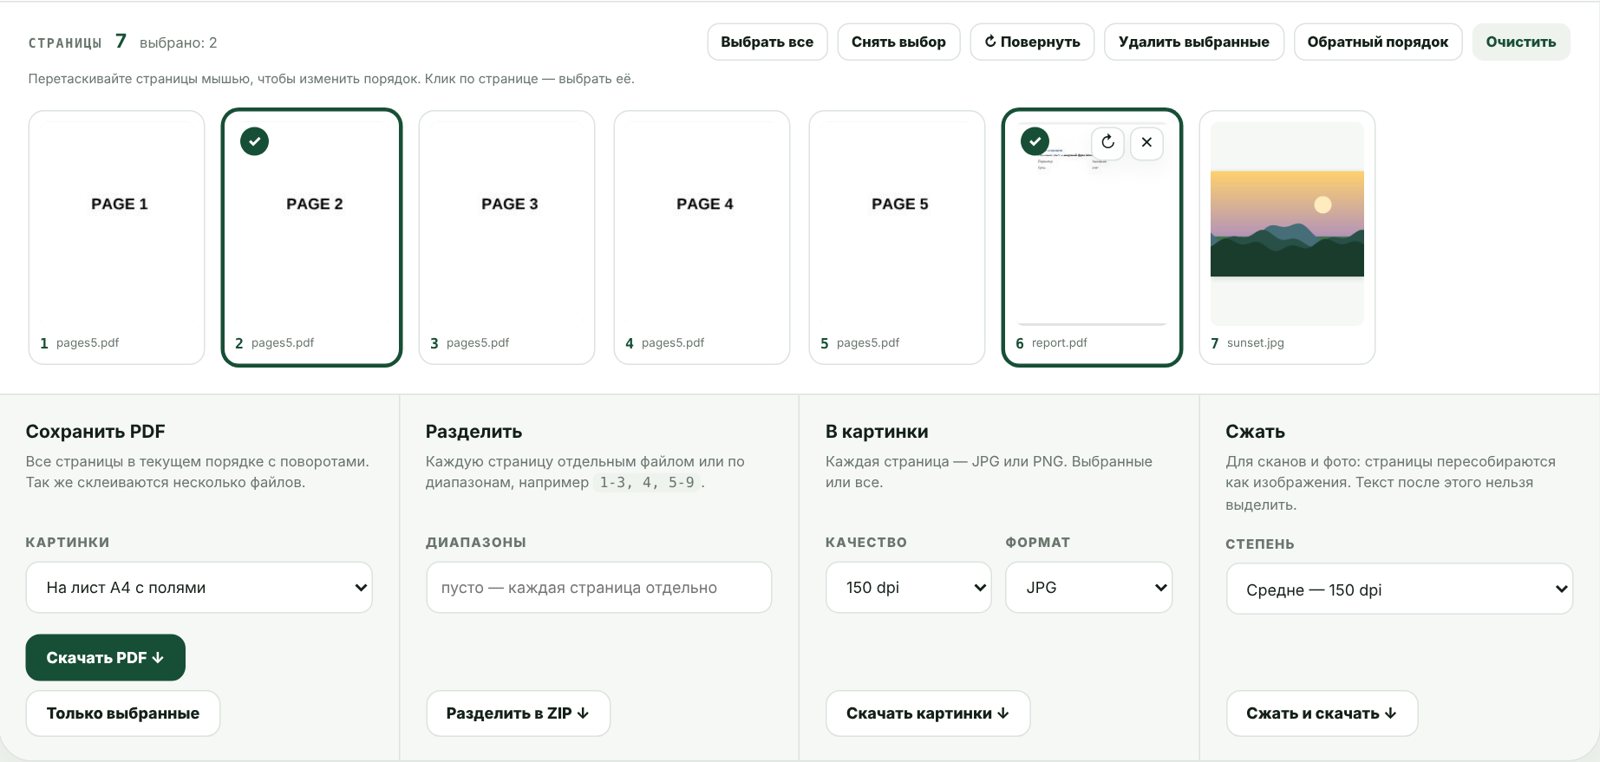 СТРАНИЦЫ 7 выбрано: 2
Выбрать все Снять выбор ↻ Повернуть Удалить выбранные Обратный порядок Очистить
Перетаскивайте страницы мышью, чтобы изменить порядок. Клик по странице — выбрать её.
PAGE 1 PAGE 2 PAGE 3 PAGE 4 PAGE 5
1 pages5.pdf 2 pages5.pdf 3 pages5.pdf 4 pages5.pdf 5 pages5.pdf 6 report.pdf 7 sunset.jpg
Сохранить PDF
Все страницы в текущем порядке с поворотами.
Так же склеиваются несколько файлов.
КАРТИНКИ
На лист A4 с полями
Скачать PDF ↓
Только выбранные
Разделить
Каждую страницу отдельным файлом или по
диапазонам, например 1-3, 4, 5-9 .
ДИАПАЗОНЫ
пусто — каждая страница отдельно
Разделить в ZIP ↓
В картинки
Каждая страница — JPG или PNG. Выбранные
или все.
КАЧЕСТВО ФОРМАТ
150 dpi JPG
Скачать картинки ↓
Сжать
Для сканов и фото: страницы пересобираются
как изображения. Текст после этого нельзя
выделить.
СТЕПЕНЬ
Средне — 150 dpi
Сжать и скачать ↓